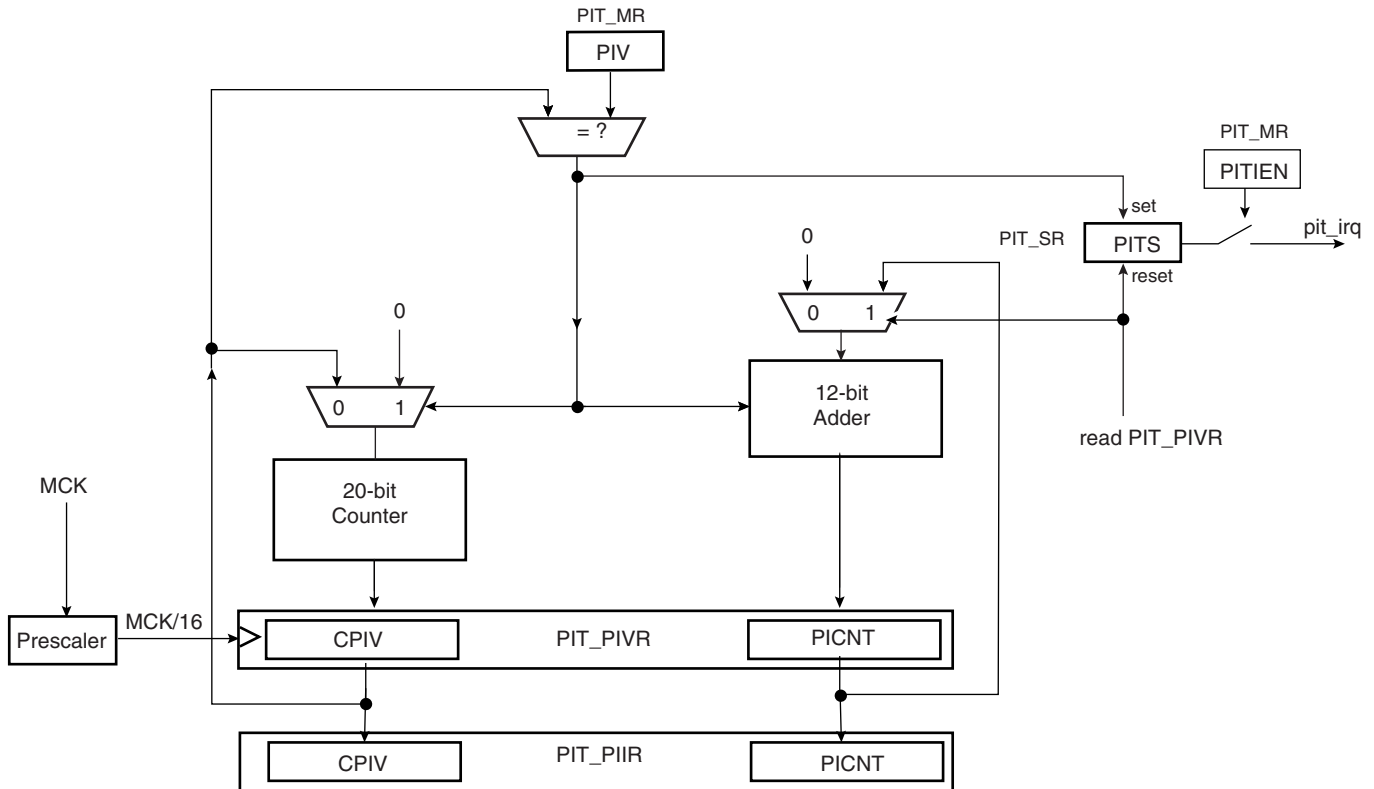 PIT_MR
PIV
= ?
PIT_MR
PITIEN
set
0
PIT_SR
PITS
pit_irq
reset
0
0 1
0
1
12-bit
Adder
read PIT_PIVR
MCK
20-bit
Counter
Prescaler
MCK/16
CPIV
PIT_PIVR
PICNT
CPIV
PIT_PIIR
PICNT